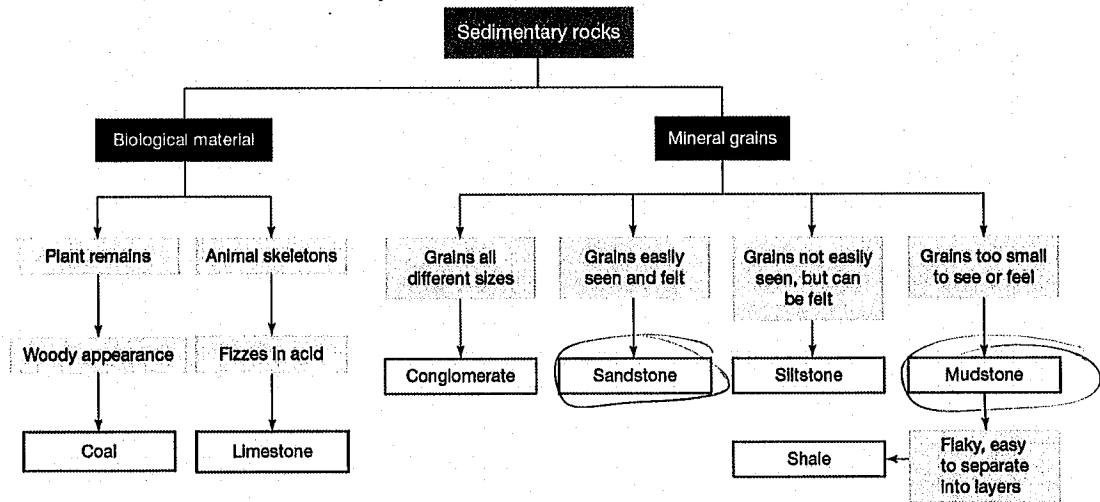 Sedimentary rocks
Biological material
Mineral grains
Plant remains
Animal skeletons
Grains all
different sizes
Grains easily
seen and felt
Grains not easily
seen, but can
be felt
Grains too small
to see or feel
Woody appearance
Fizzes in acid
Conglomerate
Sandstone
Siltstone
Mudstone
Coal
Limestone
Shale
Flaky, easy
to separate
into layers